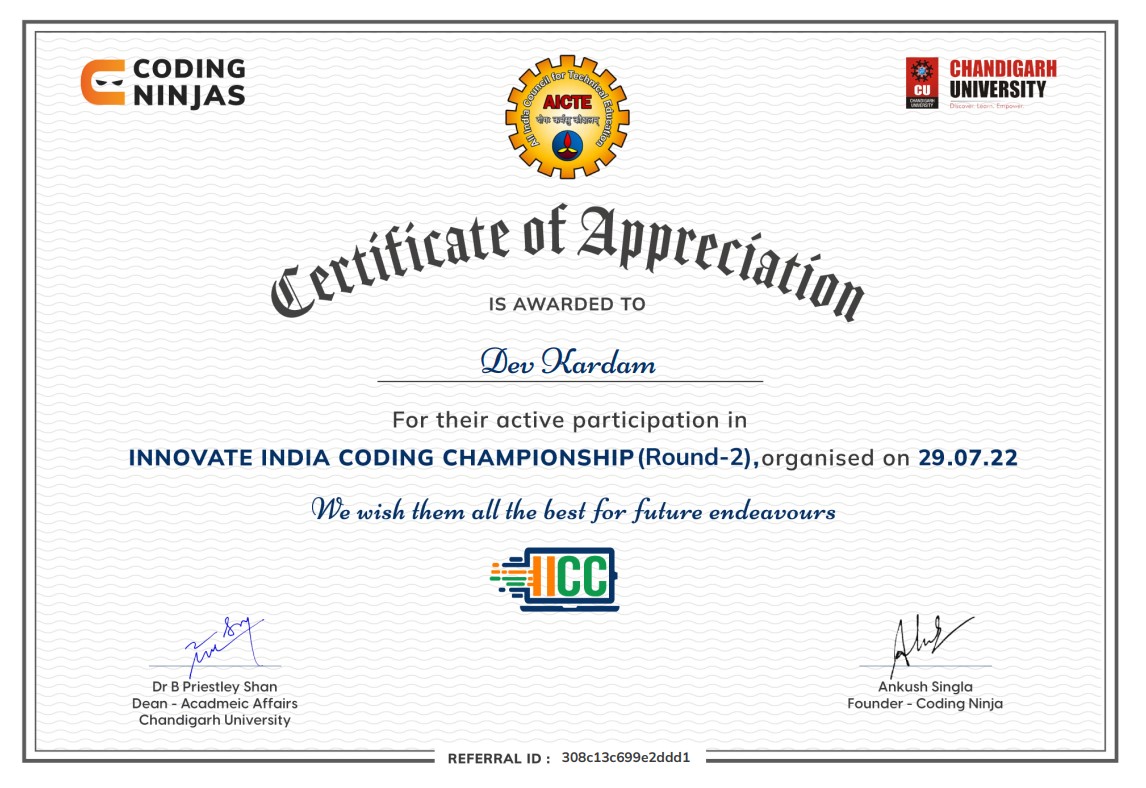 CODING
NINJAS
All India Council for Technical Education
AICTE
योगः कर्मसु कौशलम्
CU
CHANDIGARH
UNIVERSITY
CHANDIGARH
UNIVERSITY
Discover. Learn. Empower.
Certificate of Appreciation
IS AWARDED TO
Dev Kardam
For their active participation in
INNOVATE INDIA CODING CHAMPIONSHIP(Round-2),organised on 29.07.22
We wish them all the best for future endeavours
IICC
Dr B Priestley Shan
Dean - Acadmeic Affairs
Chandigarh University
Ankush Singla
Founder - Coding Ninja
REFERRAL ID : 308c13c699e2ddd1